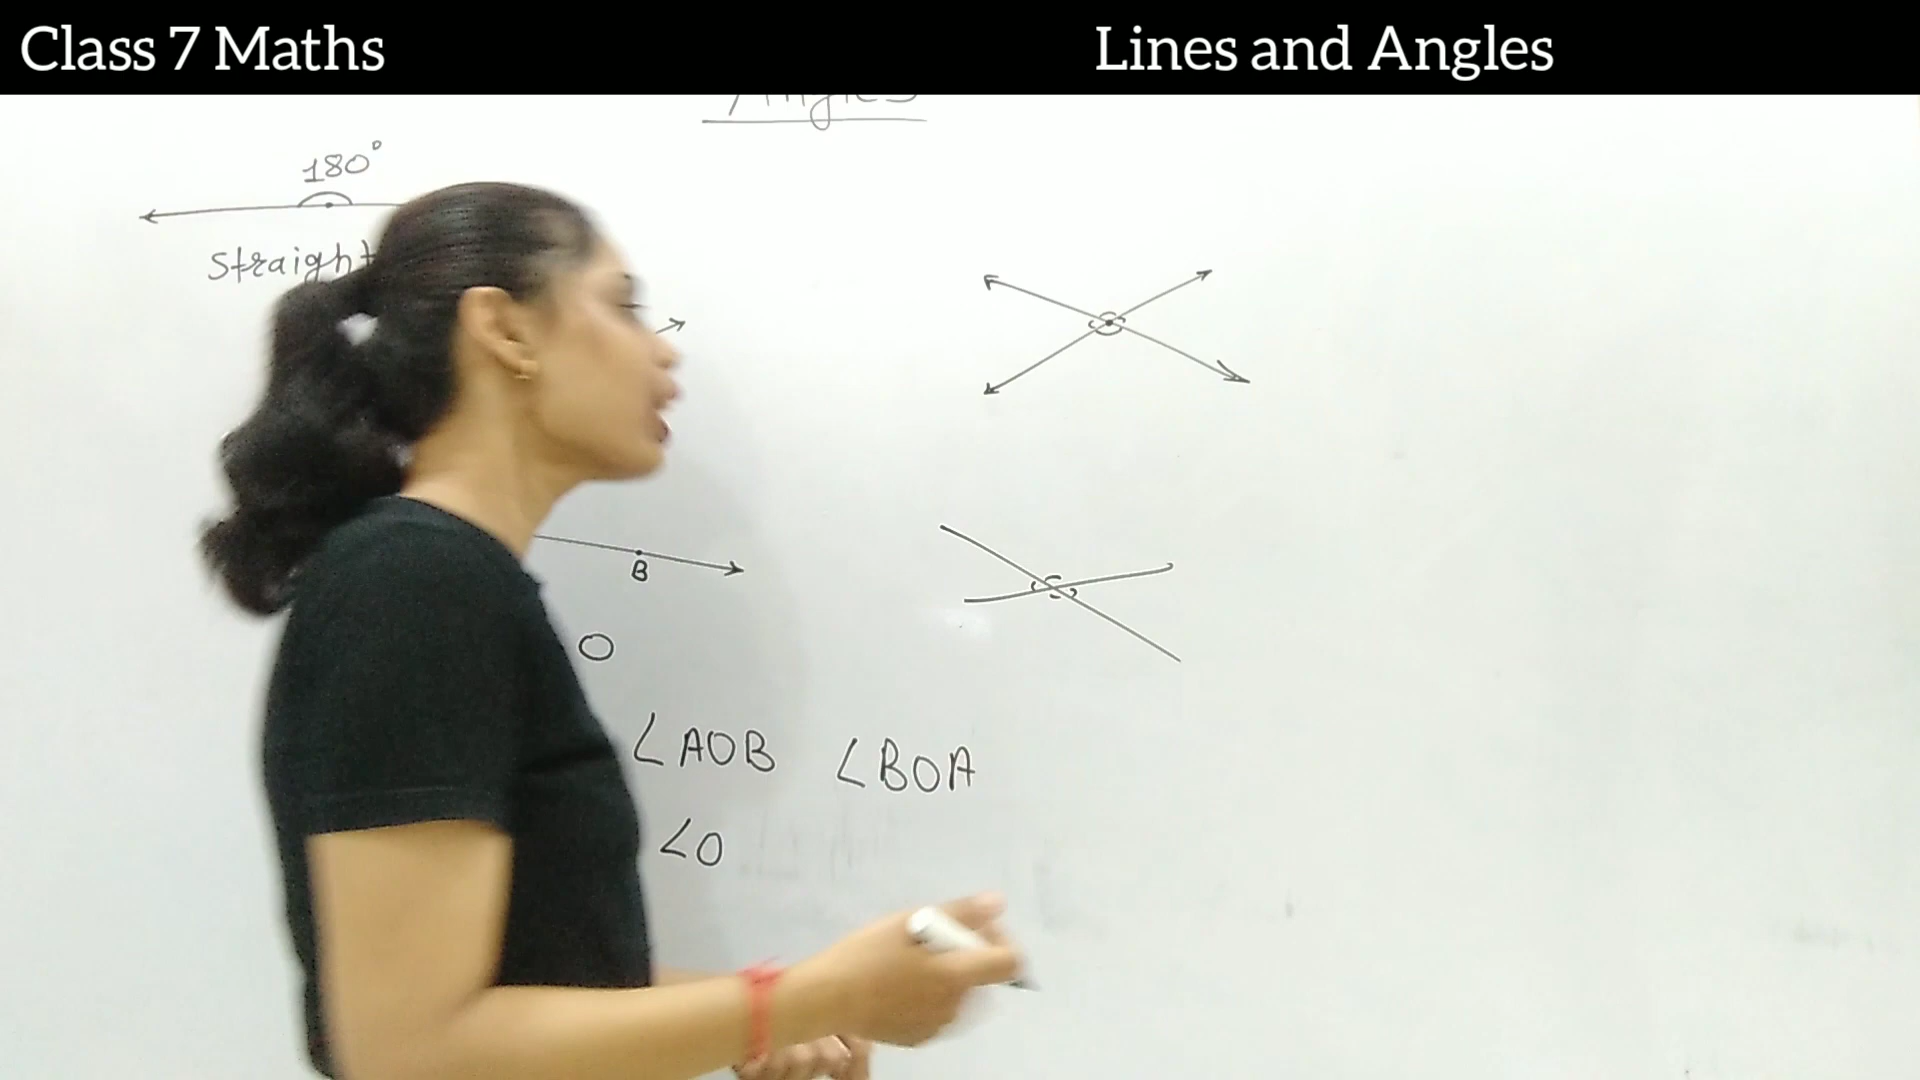 Class 7 Maths
Lines and Angles
180°
Straight
B
O
∠AOB ∠BOA
∠O